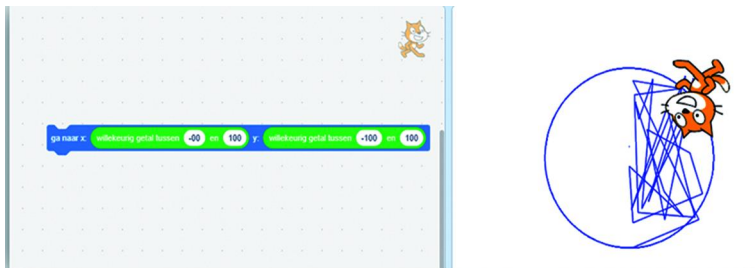 ga naar x: willekeurig getal tussen -00 en 100 y: willekeurig getal tussen -100 en 100